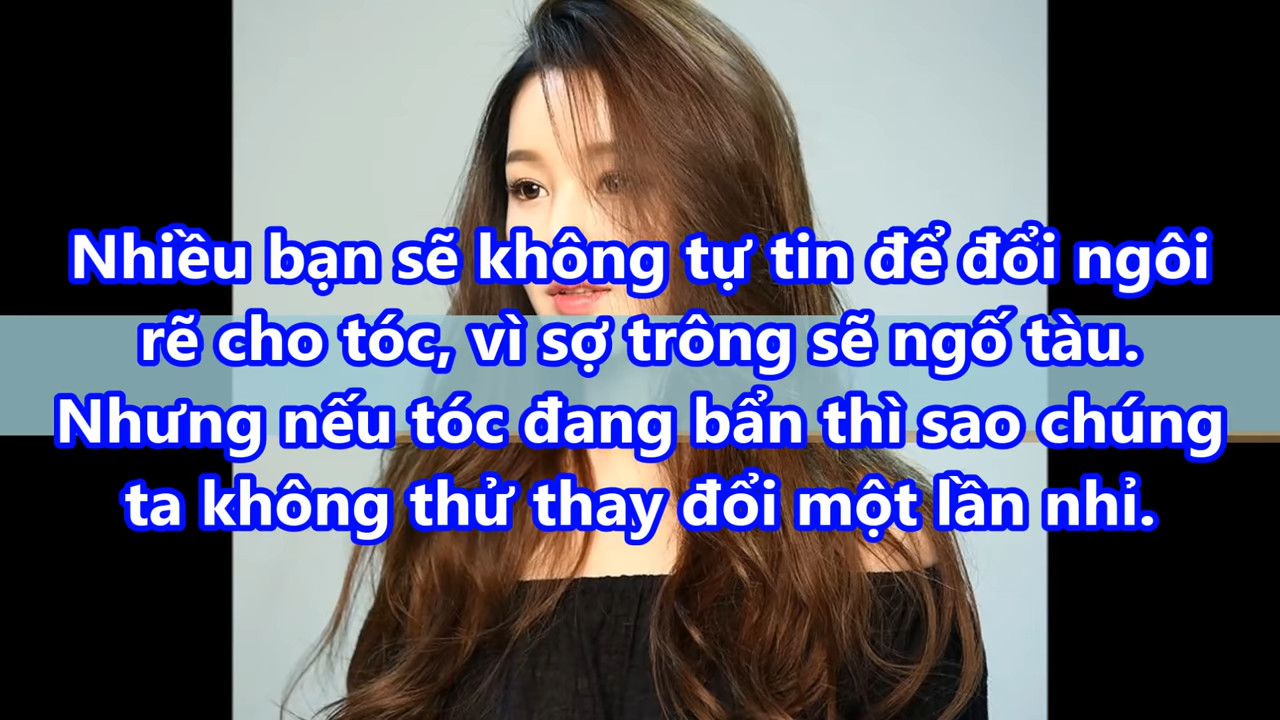 Nhiều bạn sẽ không tự tin để đổi ngôi
rẽ cho tóc, vì sợ trông sẽ ngố tàu.
Nhưng nếu tóc đang bẩn thì sao chúng
ta không thử thay đổi một lần nhỉ.